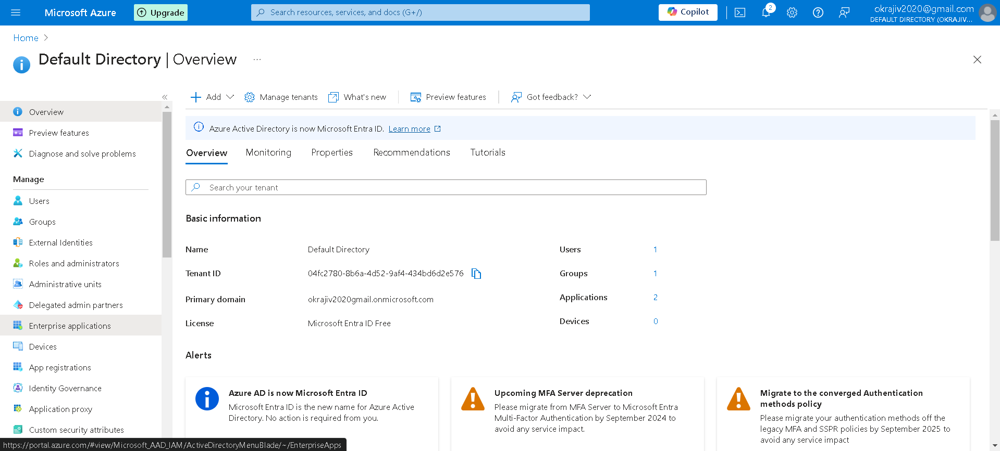 Microsoft Azure
Upgrade
Search resources, services, and docs (G+/)
Copilot
2
okrajiv2020@gmail.com
DEFAULT DIRECTORY (OKRAJIV...
Home
Default Directory | Overview
...
Add
Manage tenants
What's new
Preview features
Got feedback?
Overview
Preview features
Diagnose and solve problems
Manage
Users
Groups
External Identities
Roles and administrators
Administrative units
Delegated admin partners
Enterprise applications
Devices
App registrations
Identity Governance
Application proxy
Custom security attributes
Azure Active Directory is now Microsoft Entra ID. Learn more
Overview
Monitoring
Properties
Recommendations
Tutorials
Search your tenant
Basic information
Name Default Directory
Tenant ID 04fc2780-8b6a-4d52-9af4-434bd6d2e576
Primary domain okrajiv2020gmail.onmicrosoft.com
License Microsoft Entra ID Free
Users 1
Groups 1
Applications 2
Devices 0
Alerts
Azure AD is now Microsoft Entra ID
Microsoft Entra ID is the new name for Azure Active
Directory. No action is required from you.
Upcoming MFA Server deprecation
Please migrate from MFA Server to Microsoft Entra
Multi-Factor Authentication by September 2024 to
avoid any service impact.
Migrate to the converged Authentication
methods policy
Please migrate your authentication methods off the
legacy MFA and SSPR policies by September 2025 to
avoid any service impact
https://portal.azure.com/#view/Microsoft_AAD_IAM/ActiveDirectoryMenuBlade/~/EnterpriseApps